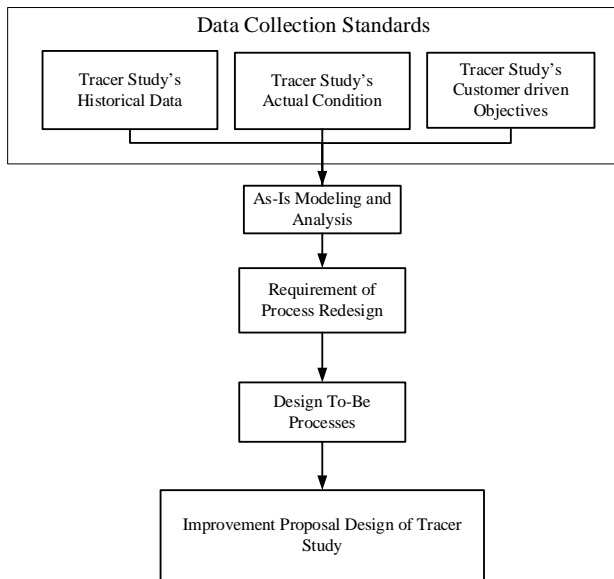 Data Collection Standards
Tracer Study's
Historical Data
Tracer Study's
Actual Condition
Tracer Study's
Customer driven
Objectives
As-Is Modeling and
Analysis
Requirement of
Process Redesign
Design To-Be
Processes
Improvement Proposal Design of Tracer
Study